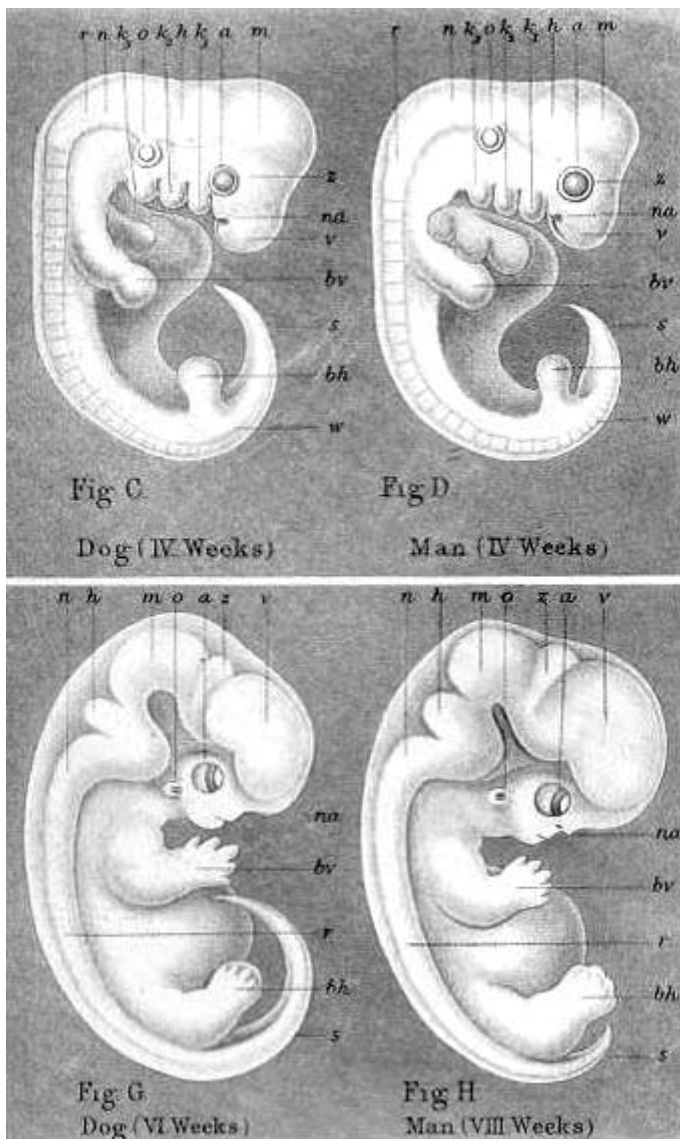 r n k₃ o k₂ h k₁ a m
r n k₃ o k₂ k₁ h a m
z
na
v
bv
s
bh
w
z
na
v
bv
s
bh
w
Fig C.
Fig D.
Dog (IV Weeks)
Man (IV Weeks)
n h m o a z v
n h m o z a v
na
bv
r
bh
s
na
bv
r
bh
s
Fig G.
Fig H
Dog (VI Weeks)
Man (VIII Weeks)